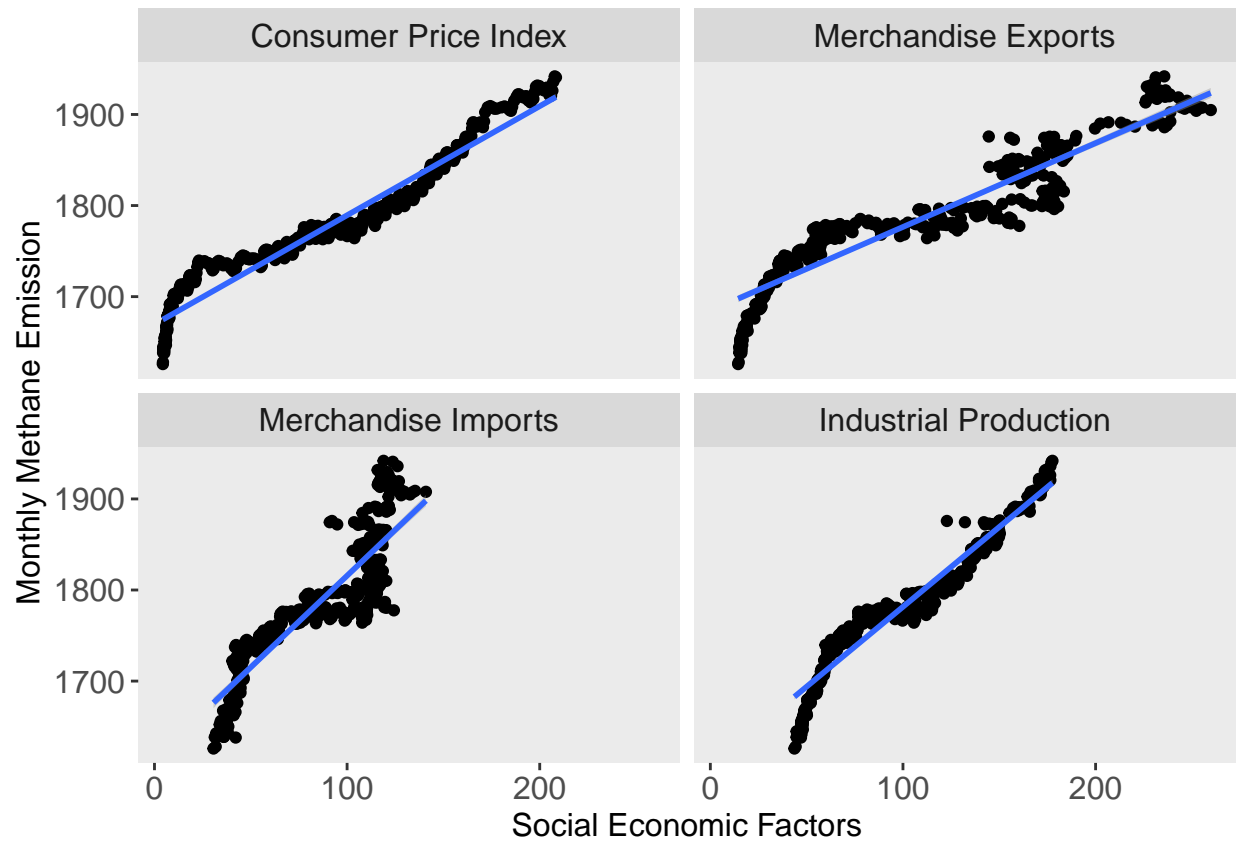 Consumer Price Index
Merchandise Exports
1900
1800
1700
Merchandise Imports
Industrial Production
1900
1800
1700
0
100
200
0
100
200
Social Economic Factors
Monthly Methane Emission